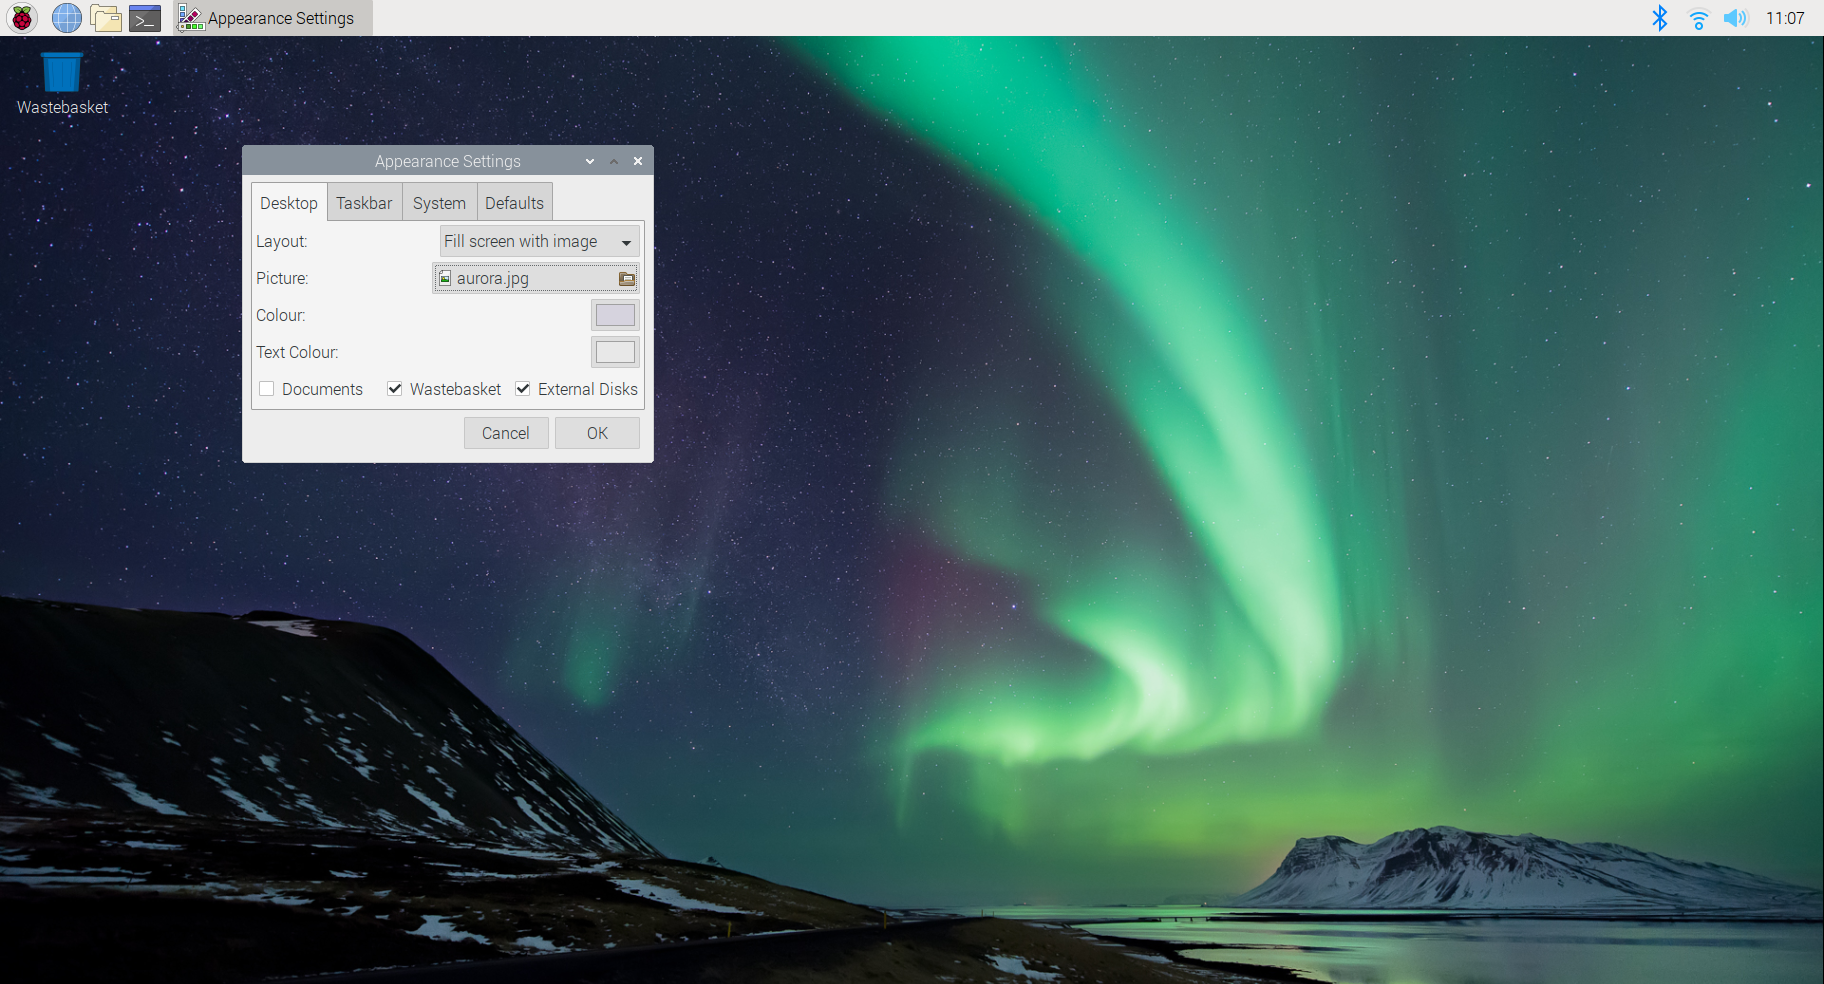 Appearance Settings
11:07
Wastebasket
Appearance Settings
Desktop Taskbar System Defaults
Layout: Fill screen with image
Picture: aurora.jpg
Colour:
Text Colour:
Documents Wastebasket External Disks
Cancel OK